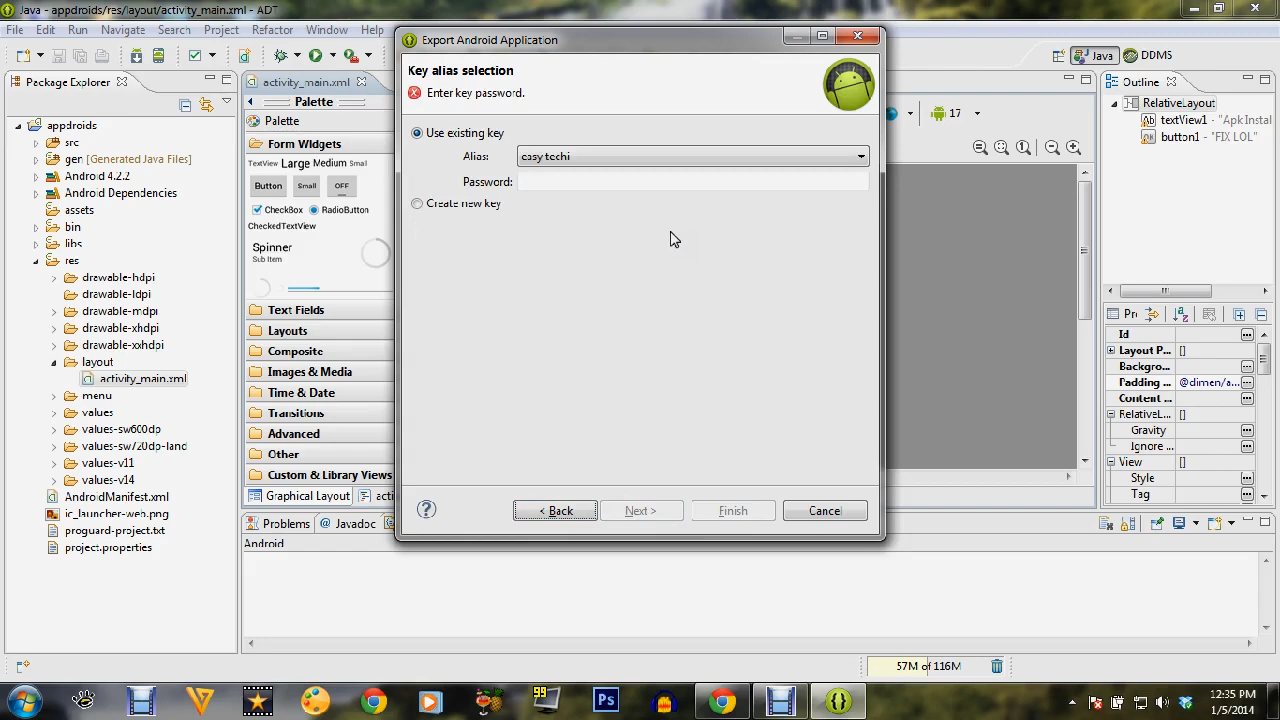 Java - appdroids/res/layout/activity_main.xml - ADT
File Edit Run Navigate Search Project Refactor Window Help
Java DDMS
Package Explorer
appdroids
src
gen [Generated Java Files]
Android 4.2.2
Android Dependencies
assets
bin
libs
res
drawable-hdpi
drawable-ldpi
drawable-mdpi
drawable-xhdpi
drawable-xxhdpi
layout
activity_main.xml
menu
values
values-sw600dp
values-sw720dp-land
values-v11
values-v14
AndroidManifest.xml
ic_launcher-web.png
proguard-project.txt
project.properties
activity_main.xml
Palette
Palette
Form Widgets
TextView Large Medium Small
Button Small OFF
CheckBox RadioButton
CheckedTextView
Spinner
Sub Item
Text Fields
Layouts
Composite
Images & Media
Time & Date
Transitions
Advanced
Other
Custom & Library Views
Graphical Layout
Export Android Application
Key alias selection
Enter key password.
Use existing key
Alias: easy techi
Password:
Create new key
< Back Next > Finish Cancel
17
Outline
RelativeLayout
textView1 - "Apk Instal
button1 - "FIX LOL"
Id
Layout P... []
Backgro...
Padding ... @dimen/a...
Content ...
RelativeL... []
Gravity
Ignore ...
View []
Style
Tag
Problems @ Javadoc
Android
57M of 116M
99
Ps
12:35 PM
1/5/2014